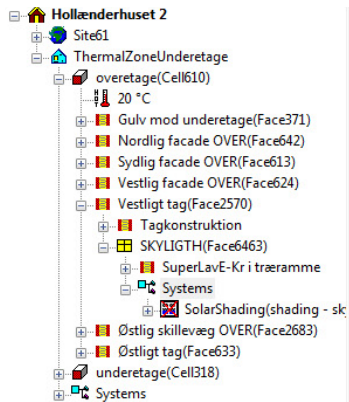 Hollænderhuset 2
Site61
ThermalZoneUnderetage
overetage(Cell610)
20 °C
Gulv mod underetage(Face371)
Nordlig facade OVER(Face642)
Sydlig facade OVER(Face613)
Vestlig facade OVER(Face624)
Vestligt tag(Face2570)
Tagkonstruktion
SKYLIGTH(Face6463)
SuperLavE-Kr i træramme
Systems
SolarShading(shading - sk
Østlig skillevæg OVER(Face2683)
Østligt tag(Face633)
underetage(Cell318)
Systems